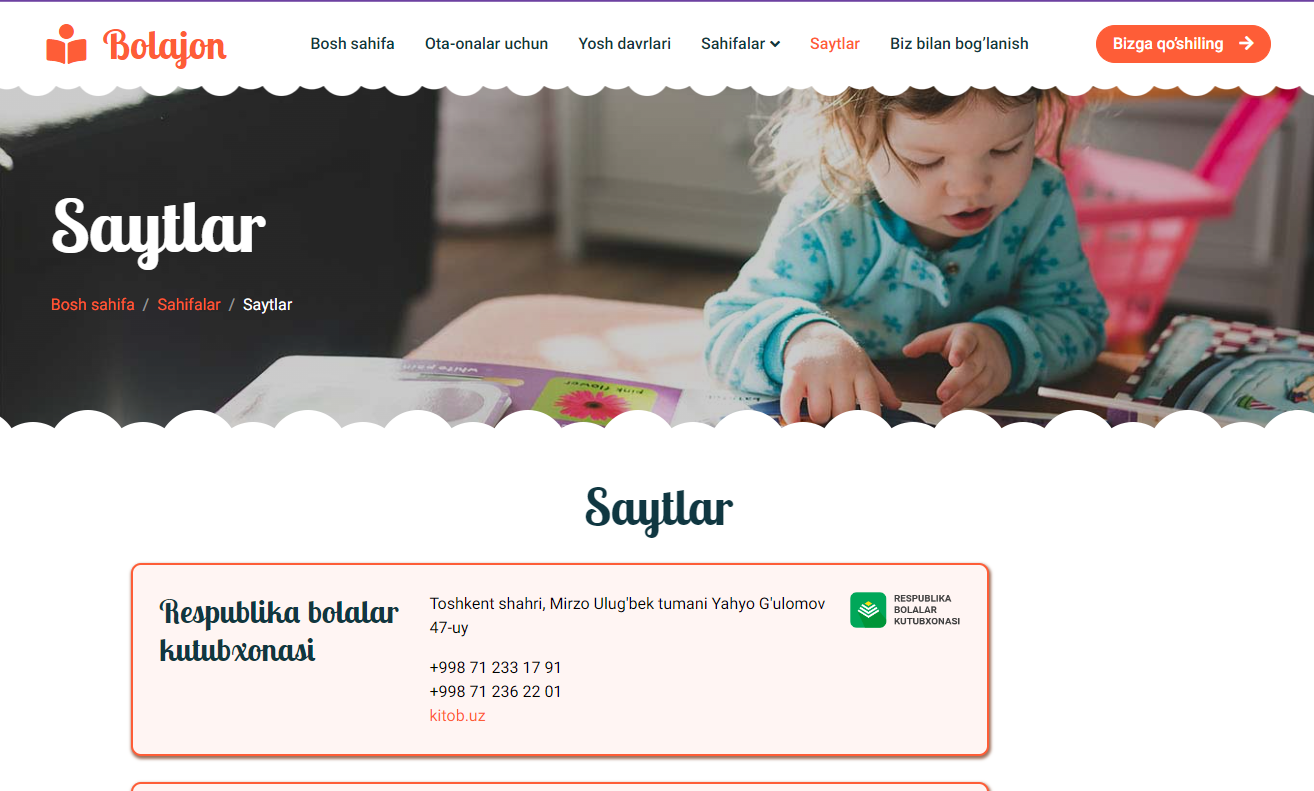 Bolajon
Bosh sahifa
Ota-onalar uchun
Yosh davrlari
Sahifalar
Saytlar
Biz bilan bog’lanish
Bizga qo’shiling
Saytlar
Bosh sahifa / Sahifalar / Saytlar
pink flower
Saytlar
Respublika bolalar
kutubxonasi
Toshkent shahri, Mirzo Ulug'bek tumani Yahyo G'ulomov
47-uy
+998 71 233 17 91
+998 71 236 22 01
kitob.uz
RESPUBLIKA
BOLALAR
KUTUBXONASI